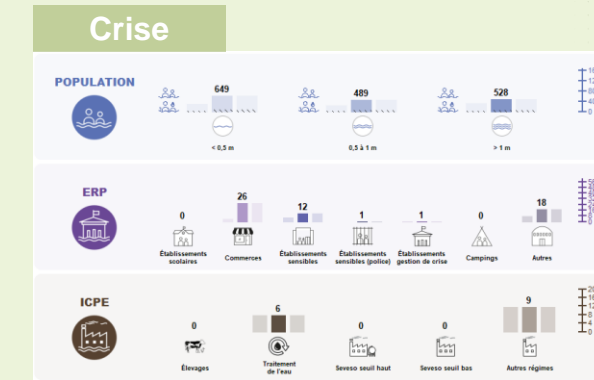 Crise
POPULATION
649
489
528
< 0,5 m
0,5 à 1 m
> 1 m
ERP
0
26
12
1
1
0
18
Établissements
scolaires
Commerces
Établissements
sensibles
Établissements
sensibles (police)
Établissements
gestion de crise
Campings
Autres
ICPE
0
6
0
0
9
Élevages
Traitement
de l'eau
Seveso seuil haut
Seveso seuil bas
Autres régimes